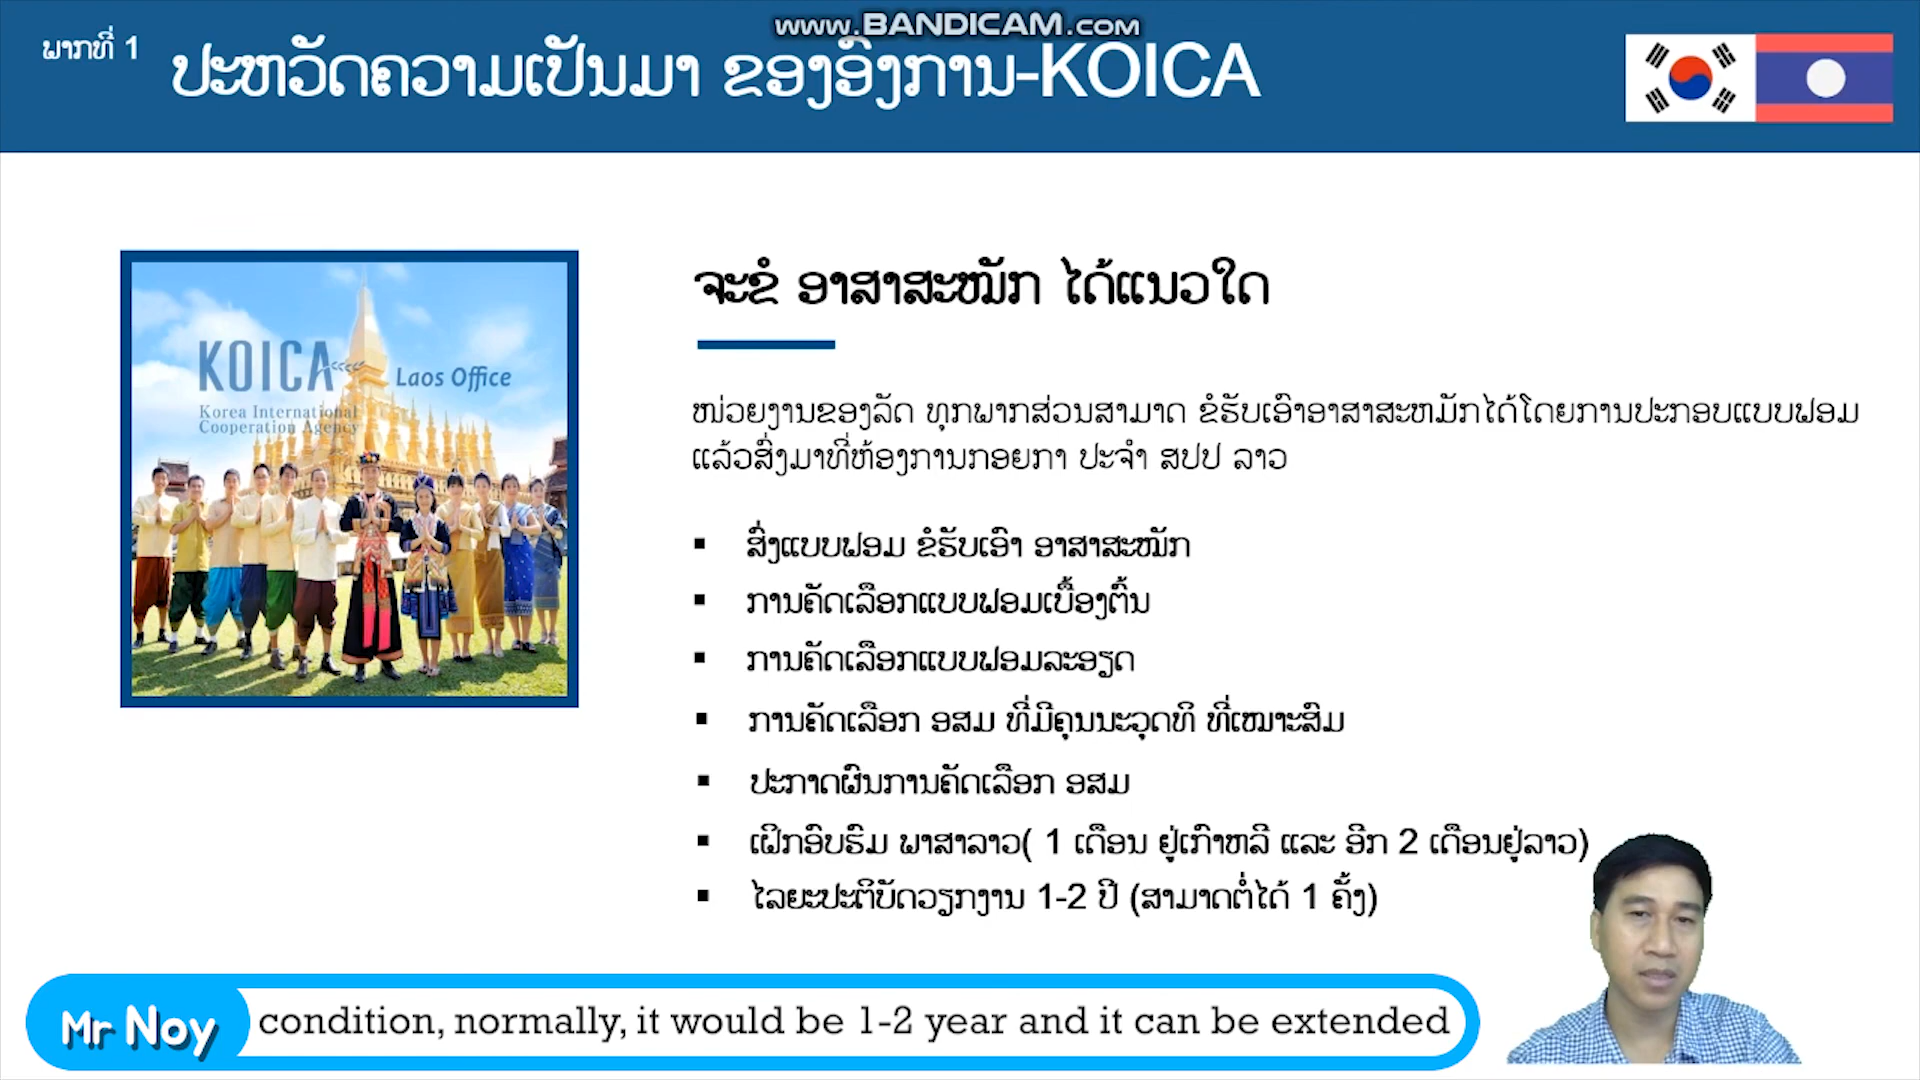 www.BANDICAM.com
ພາກທີ່ 1
ປະຫວັດຄວາມເປັນມາ ຂອງອົງການ-KOICA
KOICA
Laos Office
Korea International
Cooperation Agency
ຈະຂໍ ອາສາສະໝັກ ໄດ້ແນວໃດ
ໜ່ວຍງານຂອງລັດ ທຸກພາກສ່ວນສາມາດ ຂໍຮັບເອົາອາສາສະຫມັກໄດ້ໂດຍການປະກອບແບບຟອມ
ແລ້ວສົ່ງມາທີ່ຫ້ອງການກອຍກາ ປະຈຳ ສປປ ລາວ
▪ ສົ່ງແບບຟອມ ຂໍຮັບເອົາ ອາສາສະໝັກ
▪ ການຄັດເລືອກແບບຟອມເບື້ອງຕົ້ນ
▪ ການຄັດເລືອກແບບຟອມລະອຽດ
▪ ການຄັດເລືອກ ອສມ ທີ່ມີຄຸນນະວຸດທິ ທີ່ເໝາະສົມ
▪ ປະກາດຜົນການຄັດເລືອກ ອສມ
▪ ເຝິກອົບຮົມ ພາສາລາວ( 1 ເດືອນ ຢູ່ເກົາຫລີ ແລະ ອີກ 2 ເດືອນຢູ່ລາວ)
▪ ໄລຍະປະຕິບັດວຽກງານ 1-2 ປີ (ສາມາດຕໍ່ໄດ້ 1 ຄັ້ງ)
Mr Noy
condition, normally, it would be 1-2 year and it can be extended